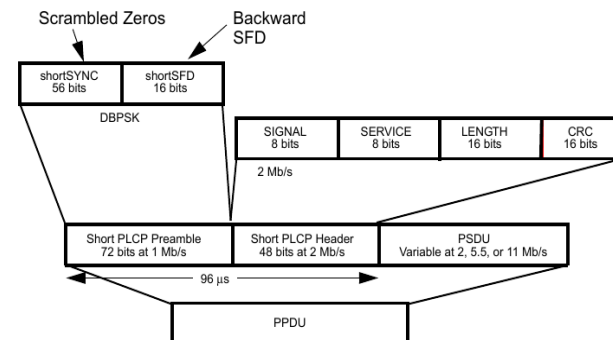 Scrambled Zeros
Backward
SFD
shortSYNC
56 bits
shortSFD
16 bits
DBPSK
SIGNAL
8 bits
SERVICE
8 bits
LENGTH
16 bits
CRC
16 bits
2 Mb/s
Short PLCP Preamble
72 bits at 1 Mb/s
Short PLCP Header
48 bits at 2 Mb/s
PSDU
Variable at 2, 5.5, or 11 Mb/s
96 µs
PPDU